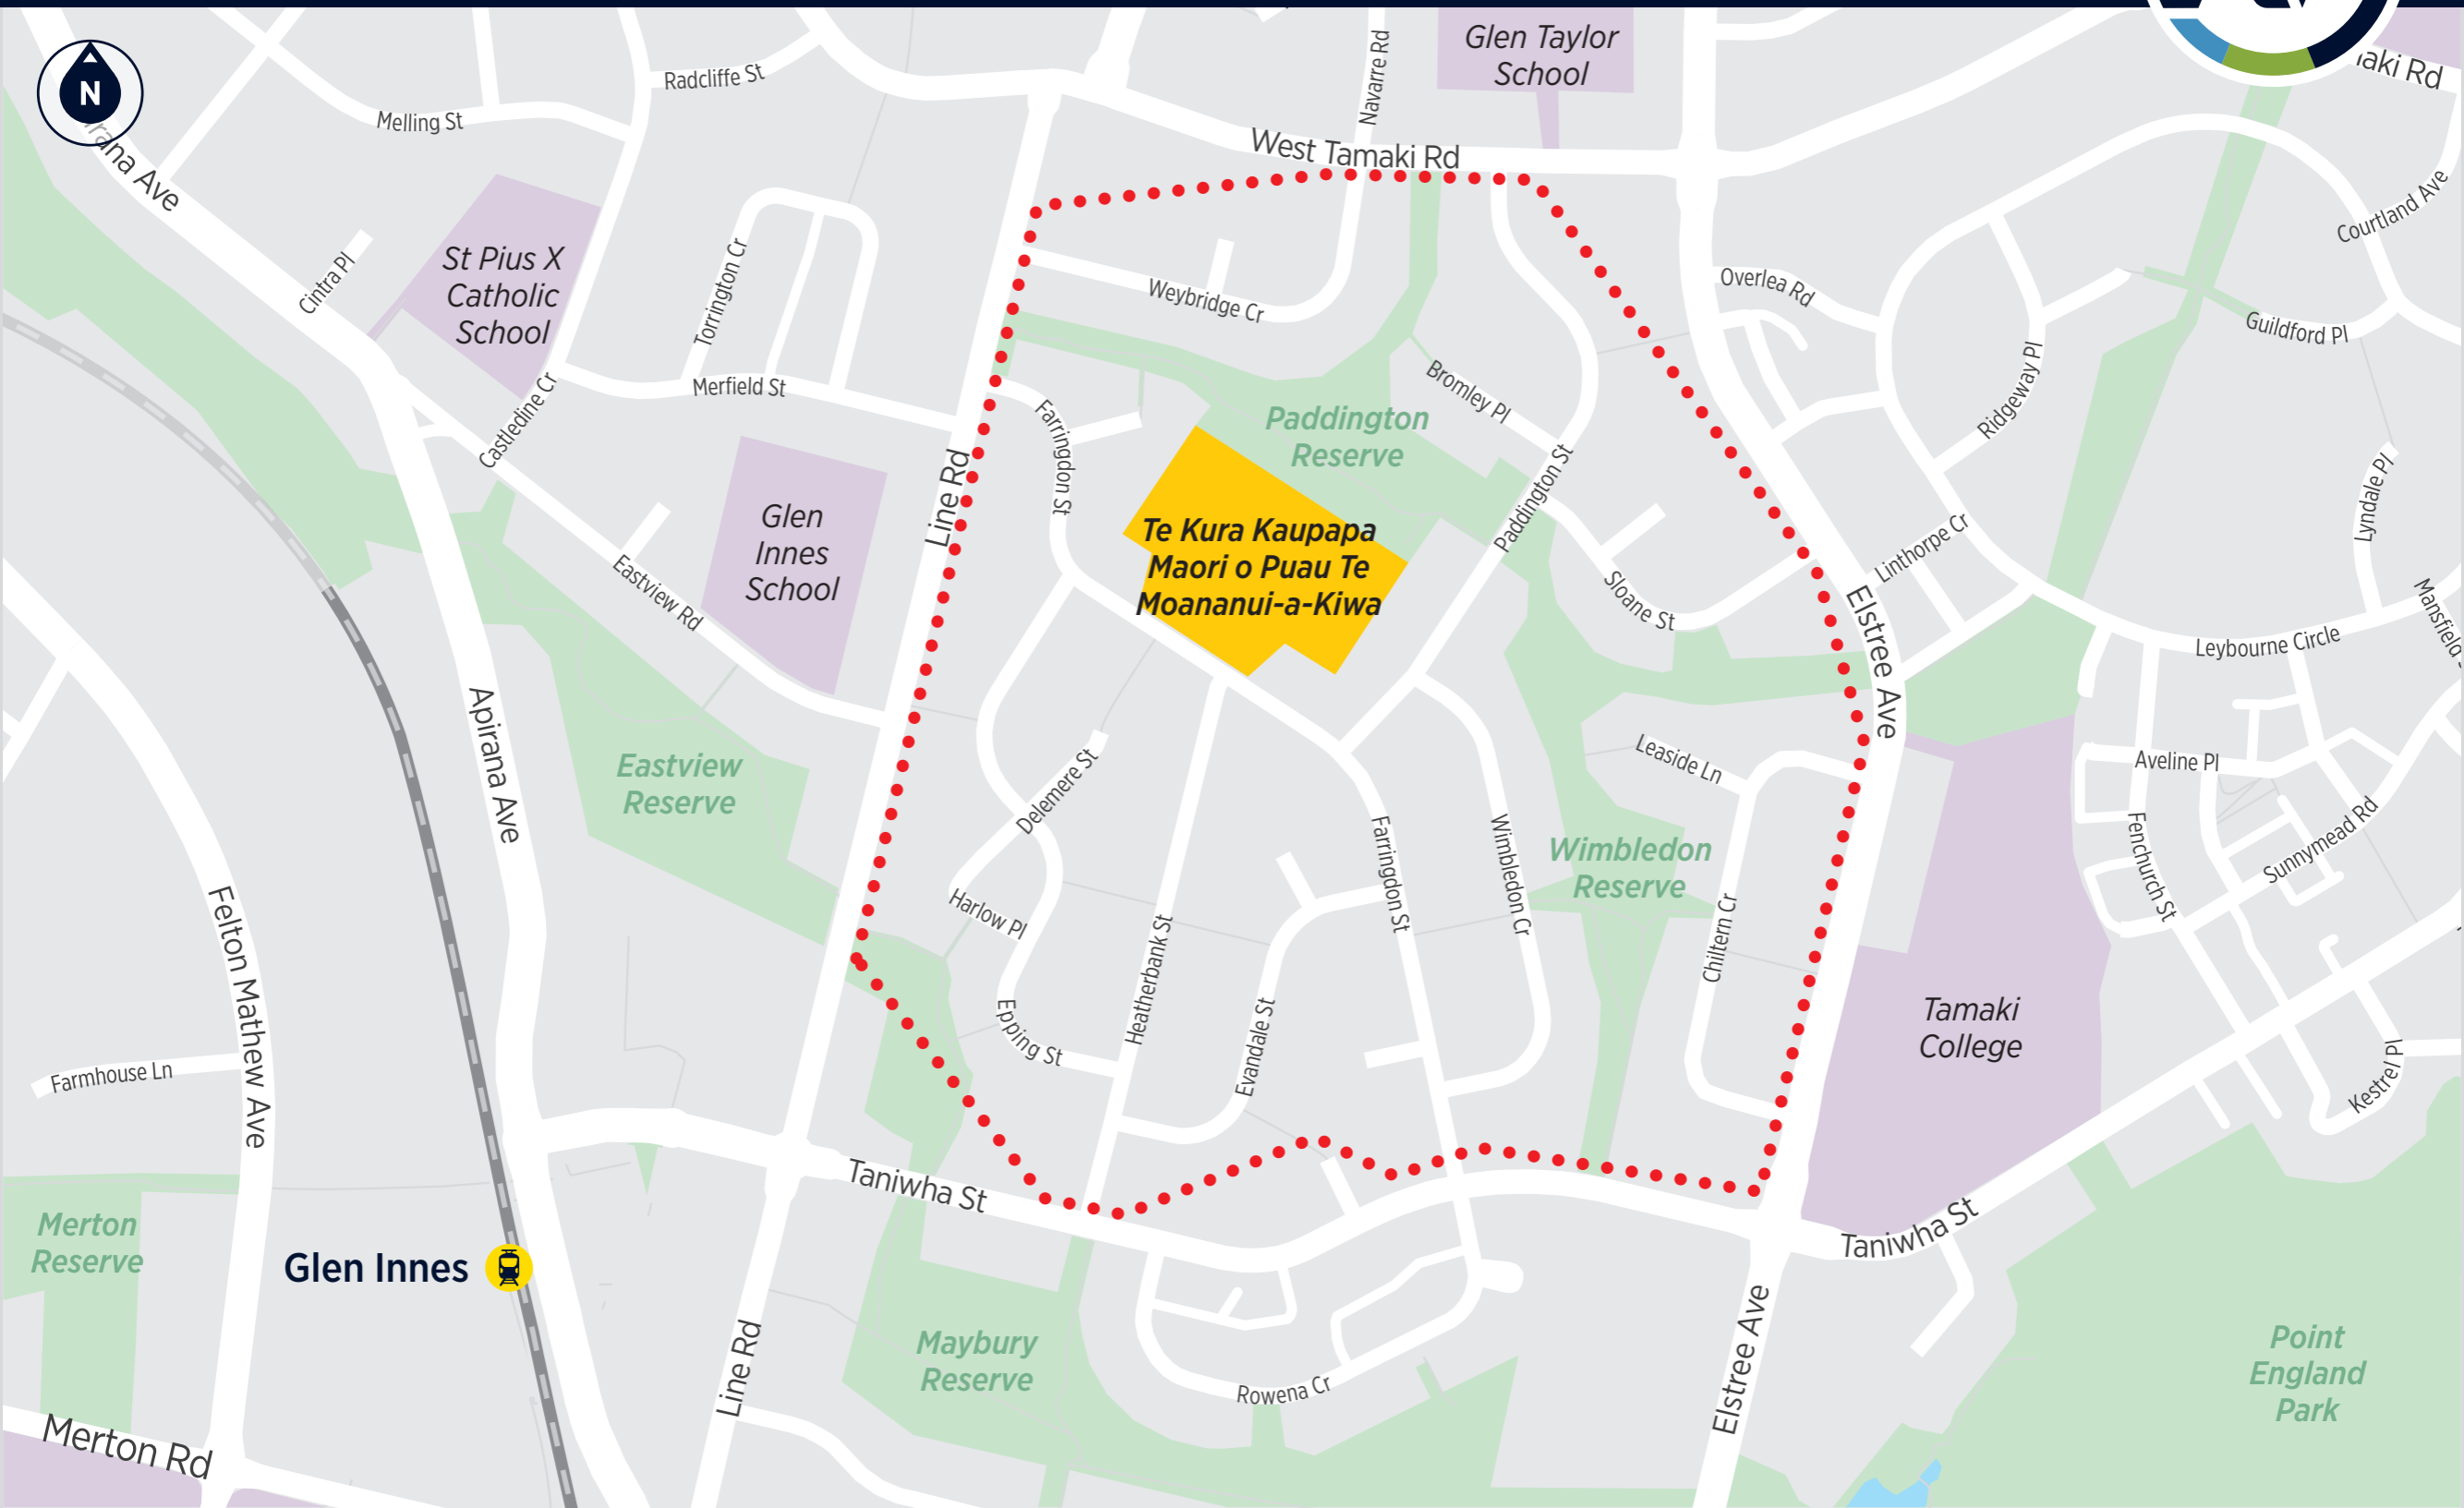 Glen Taylor
School
Navarre Rd
Radcliffe St
N
Melling St
West Tamaki Rd
Courtland Ave
St Pius X
Catholic
School
Cintra Pl
Torrington Cr
Weybridge Cr
Overlea Rd
Guildford Pl
Merfield St
Castledine Cr
Farringdon St
Paddington
Reserve
Bromley Pl
Ridgeway Pl
Line Rd
Glen
Innes
School
Te Kura Kaupapa
Maori o Puau Te
Moananui-a-Kiwa
Paddington St
Lyndale Pl
Linthorpe Cr
Eastview Rd
Sloane St
Elstree Ave
Leybourne Circle
Mansfield
Apirana Ave
Eastview
Reserve
Delemere St
Leaside Ln
Aveline Pl
Harlow Pl
Farringdon St
Wimbledon Cr
Wimbledon
Reserve
Fenchurch St
Sunnymead Rd
Felton Mathew Ave
Heatherbank St
Chiltern Cr
Epping St
Evandale St
Tamaki
College
Farmhouse Ln
Kestrel Pl
Taniwha St
Taniwha St
Merton
Reserve
Glen Innes
Maybury
Reserve
Line Rd
Rowena Cr
Elstree Ave
Point
England
Park
Merton Rd